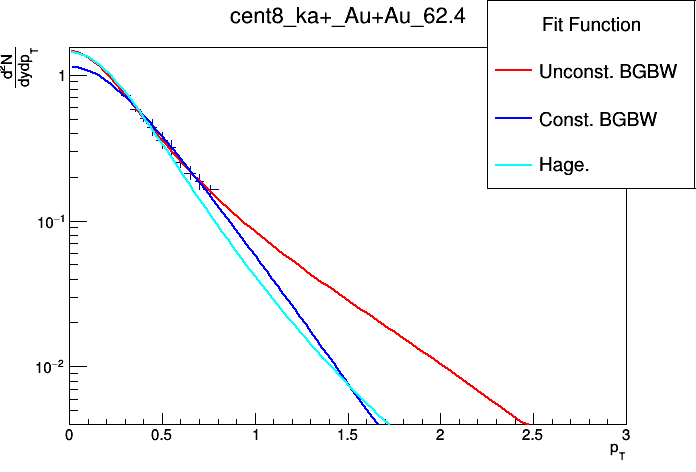 cent8_ka+_Au+Au_62.4
Fit Function
Unconst. BGBW
Const. BGBW
Hage.
d²N
dydp_T
1
10⁻¹
10⁻²
0 0.5 1 1.5 2 2.5 3
p_T